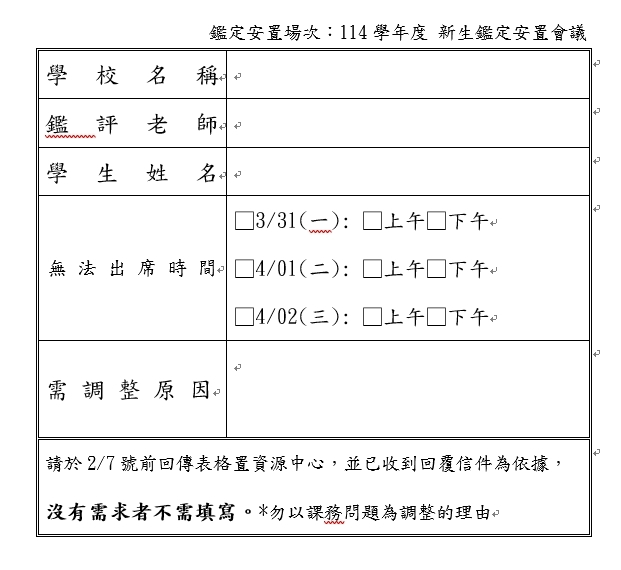 鑑定安置場次：114 學年度 新生鑑定安置會議
學校名稱
鑑評老師
學生姓名
無法出席時間
□3/31(一): □上午□下午
□4/01(二): □上午□下午
□4/02(三): □上午□下午
需調整原因
請於 2/7 號前回傳表格置資源中心，並已收到回覆信件為依據，
沒有需求者不需填寫。*勿以課務問題為調整的理由